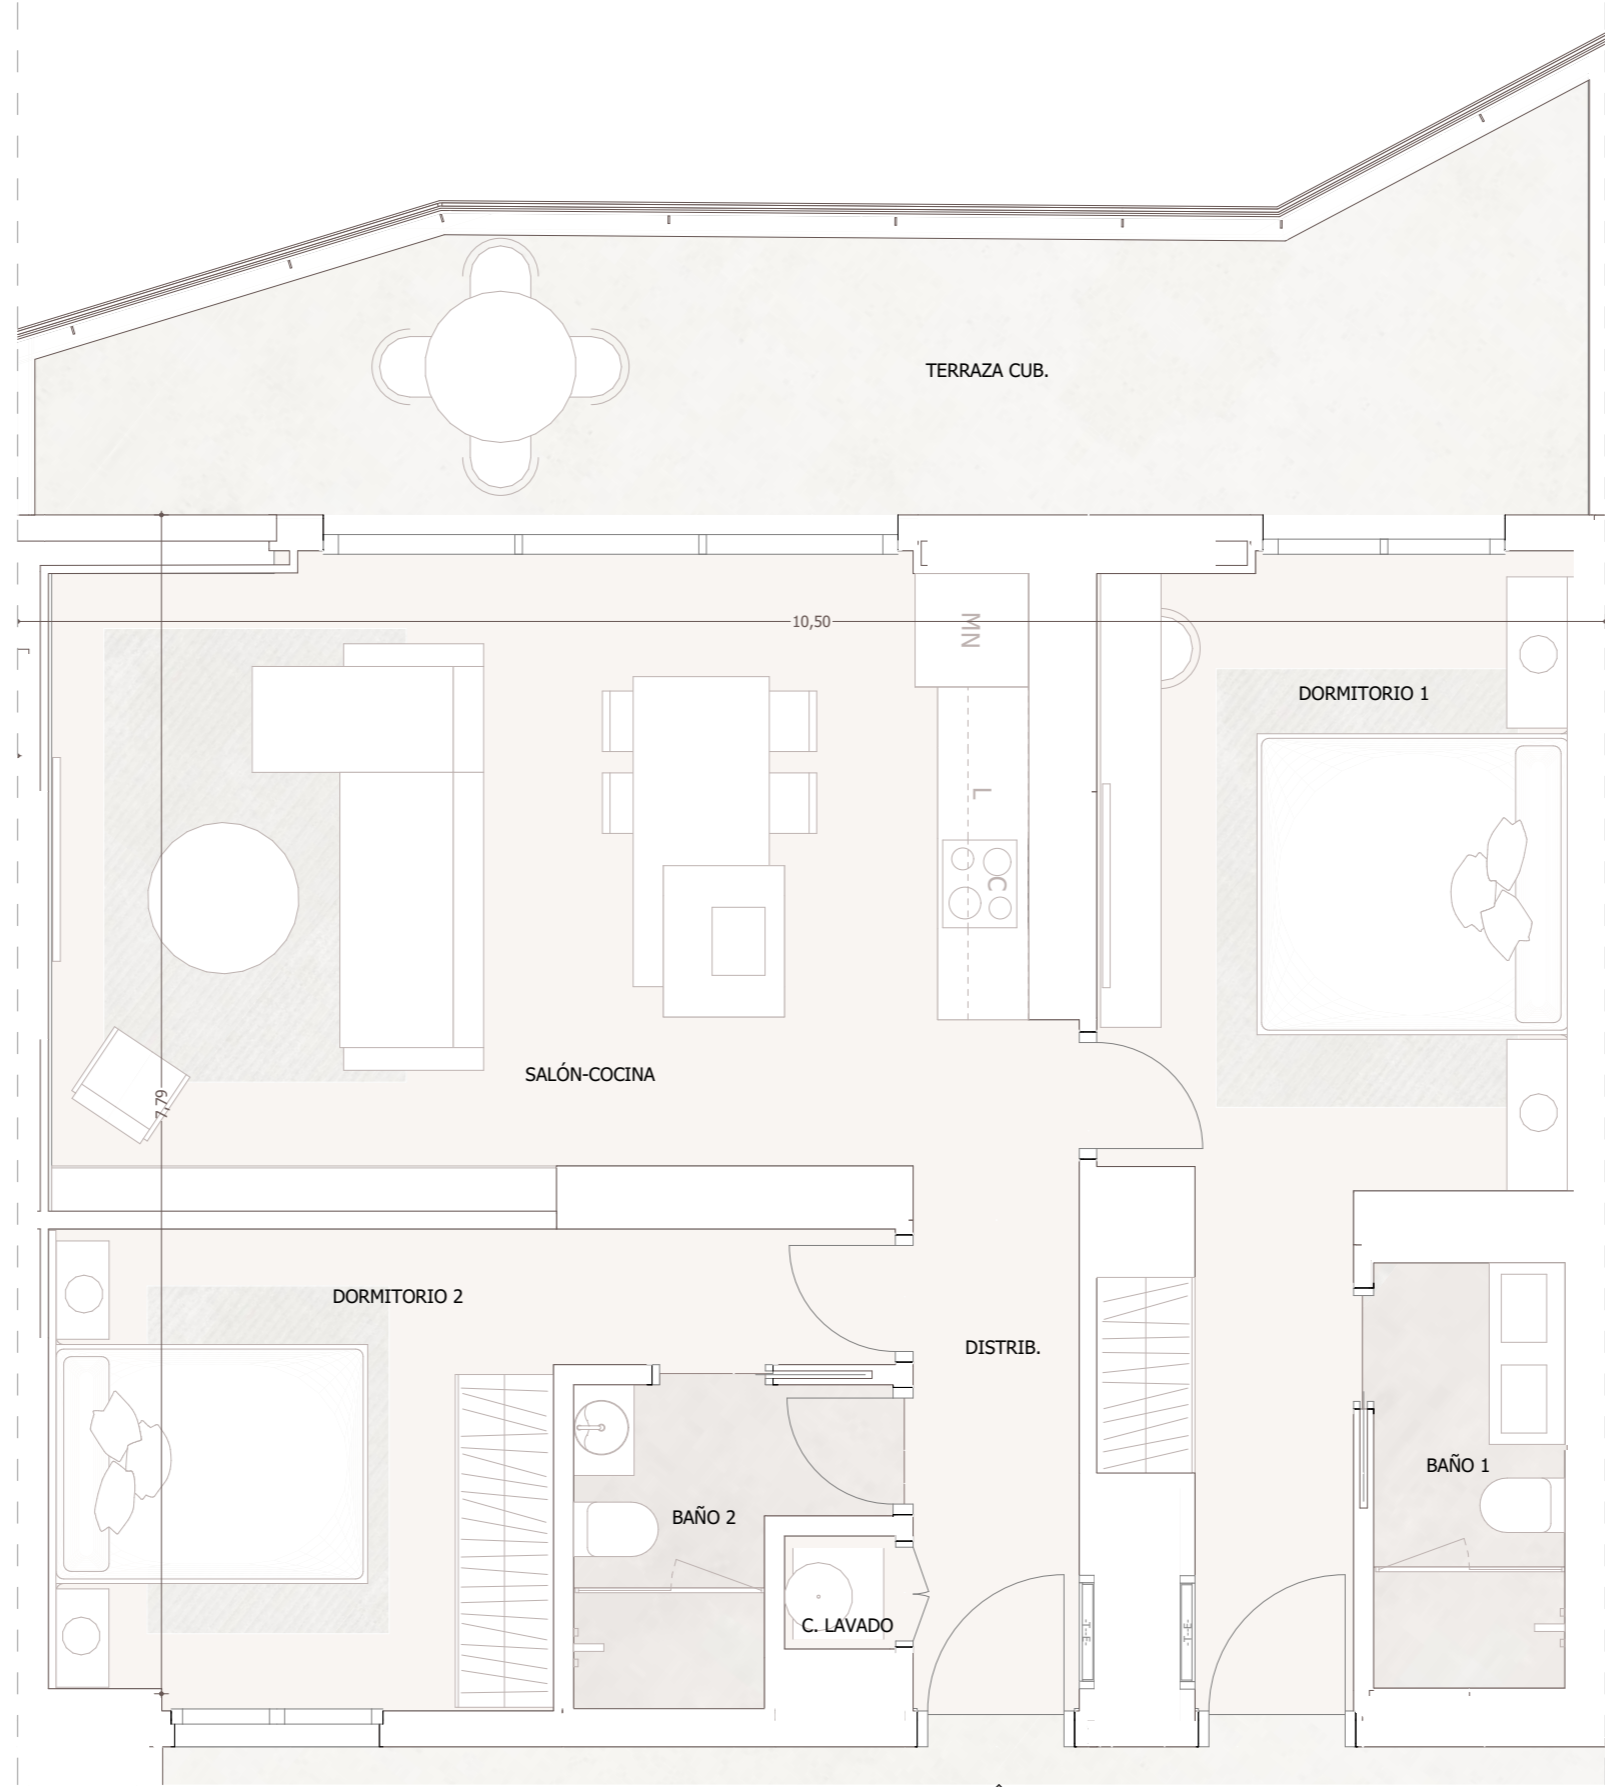 TERRAZA CUB.
10,50
MN
DORMITORIO 1
L
C
SALÓN-COCINA
7,79
DORMITORIO 2
DISTRIB.
BAÑO 1
BAÑO 2
C. LAVADO
-T-E-
-T-E-